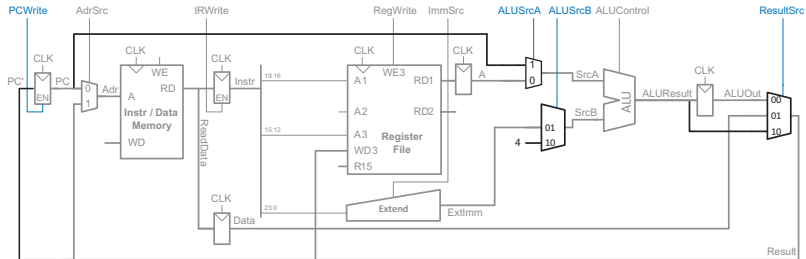 PCWrite AdrSrc IRWrite RegWrite ImmSrc ALUSrcA ALUSrcB ALUControl ResultSrc
CLK CLK CLK CLK CLK CLK
PC' PC EN 0 1 Adr A WE RD Instr / Data Memory WD
ReadData
EN Instr
19:16 A1 WE3 RD1 A
A2 RD2
15:12 A3 Register File
WD3
R15
1 0 SrcA
01 10 SrcB
4
ALU ALUResult ALUOut
00 01 10
CLK
Data
23:0 Extend ExtImm
Result